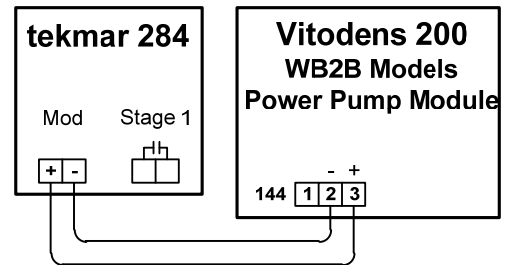 tekmar 284
Mod Stage 1
+ -
Vitodens 200
WB2B Models
Power Pump Module
- +
144 1 2 3